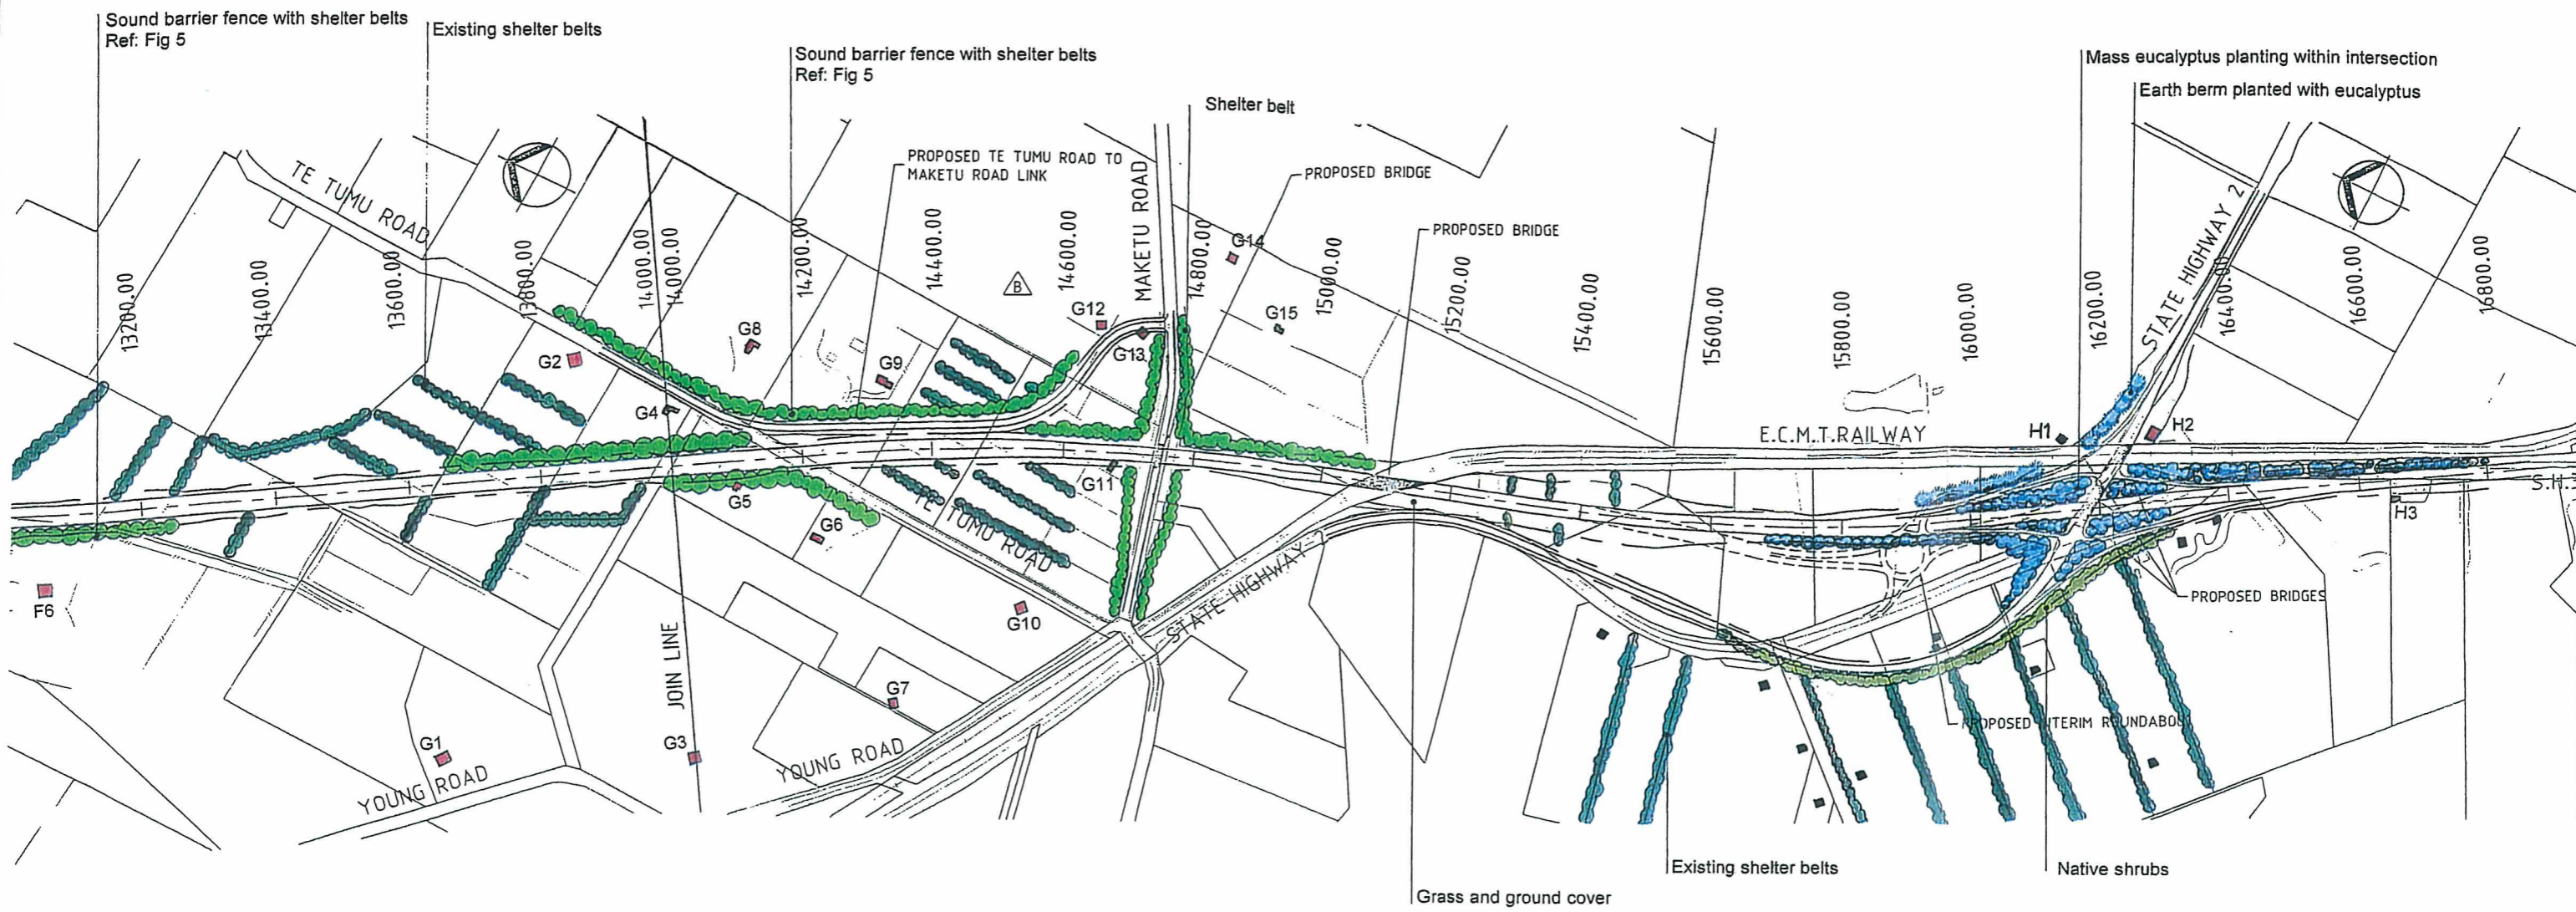 Sound barrier fence with shelter belts
Ref: Fig 5
Existing shelter belts
Sound barrier fence with shelter belts
Ref: Fig 5
Shelter belt
Mass eucalyptus planting within intersection
Earth berm planted with eucalyptus
TE TUMU ROAD
PROPOSED TE TUMU ROAD TO
MAKETU ROAD LINK
MAKETU ROAD
PROPOSED BRIDGE
PROPOSED BRIDGE
STATE HIGHWAY 2
13200.00
13400.00
13600.00
13800.00
14000.00
14000.00
14200.00
14400.00
14600.00
14800.00
15000.00
15200.00
15400.00
15600.00
15800.00
16000.00
16200.00
16400.00
16600.00
16800.00
B
G14
G15
G12
G13
G8
G9
G2
G4
G5
G6
G11
E.C.M.T.RAILWAY
H1
H2
H3
TE TUMU ROAD
F6
G10
STATE HIGHWAY
PROPOSED BRIDGES
JOIN LINE
G7
G3
G1
YOUNG ROAD
YOUNG ROAD
Existing shelter belts
Native shrubs
Grass and ground cover